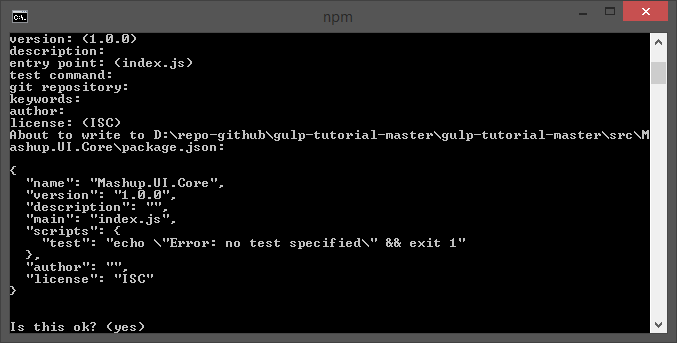 npm
C:\.
version: (1.0.0)
description:
entry point: (index.js)
test command:
git repository:
keywords:
author:
license: (ISC)
About to write to D:\repo-github\gulp-tutorial-master\gulp-tutorial-master\src\M
ashup.UI.Core\package.json:
{
  "name": "Mashup.UI.Core",
  "version": "1.0.0",
  "description": "",
  "main": "index.js",
  "scripts": {
    "test": "echo \"Error: no test specified\" && exit 1"
  },
  "author": "",
  "license": "ISC"
}
Is this ok? (yes)